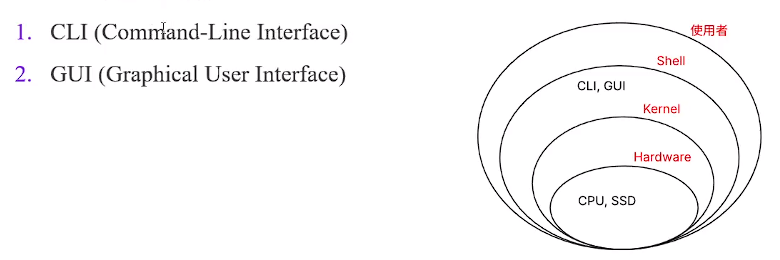 1. CLI (Command-Line Interface)
2. GUI (Graphical User Interface)
使用者
Shell
CLI, GUI
Kernel
Hardware
CPU, SSD